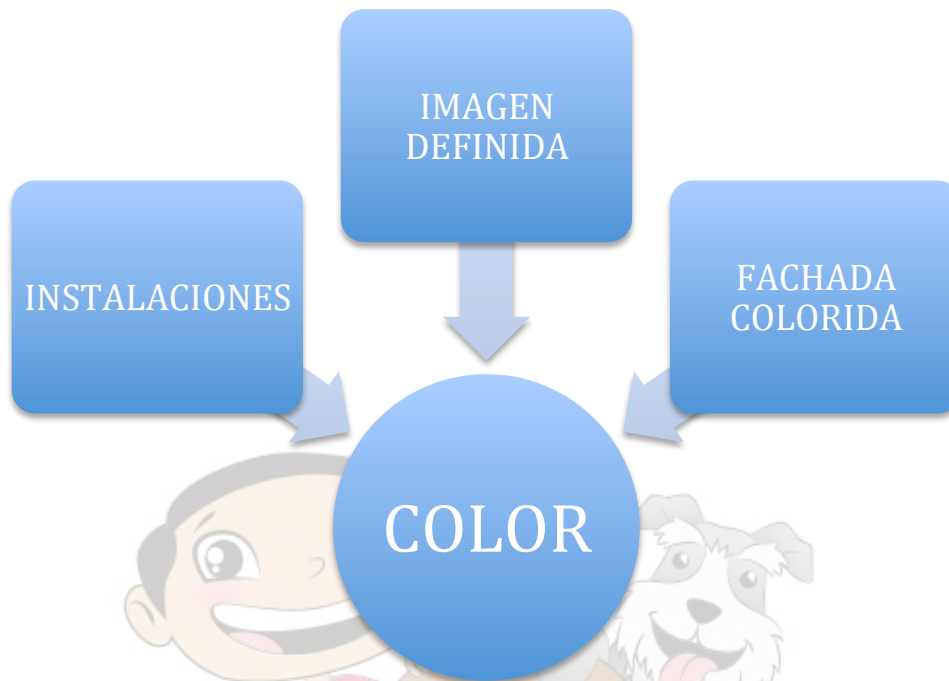 IMAGEN
DEFINIDA
INSTALACIONES
FACHADA
COLORIDA
COLOR